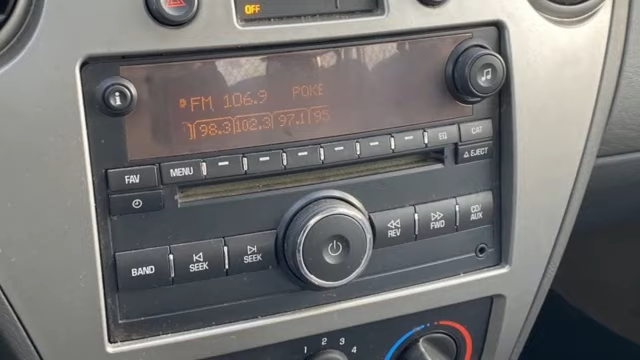 OFF
FM 106.9 POKE
98.3 102.3 97.1 95
i
MENU EQ CAT
FAV EJECT
BAND SEEK SEEK REV FWD CD/
AUX
1 2 3 4